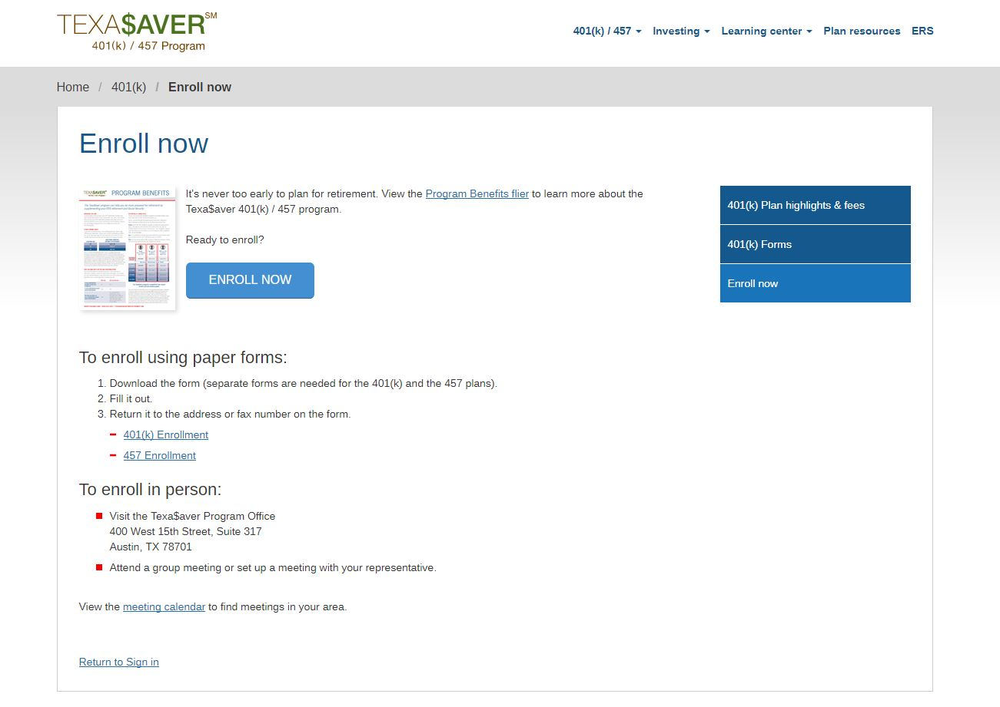 TEXA$AVER SM
401(k) / 457 Program
401(k) / 457
Investing
Learning center
Plan resources
ERS
Home / 401(k) / Enroll now
Enroll now
TEXA$AVER PROGRAM BENEFITS
It's never too early to plan for retirement. View the Program Benefits flier to learn more about the
Texa$aver 401(k) / 457 program.
Ready to enroll?
ENROLL NOW
401(k) Plan highlights & fees
401(k) Forms
Enroll now
To enroll using paper forms:
1. Download the form (separate forms are needed for the 401(k) and the 457 plans).
2. Fill it out.
3. Return it to the address or fax number on the form.
401(k) Enrollment
457 Enrollment
To enroll in person:
Visit the Texa$aver Program Office
400 West 15th Street, Suite 317
Austin, TX 78701
Attend a group meeting or set up a meeting with your representative.
View the meeting calendar to find meetings in your area.
Return to Sign in